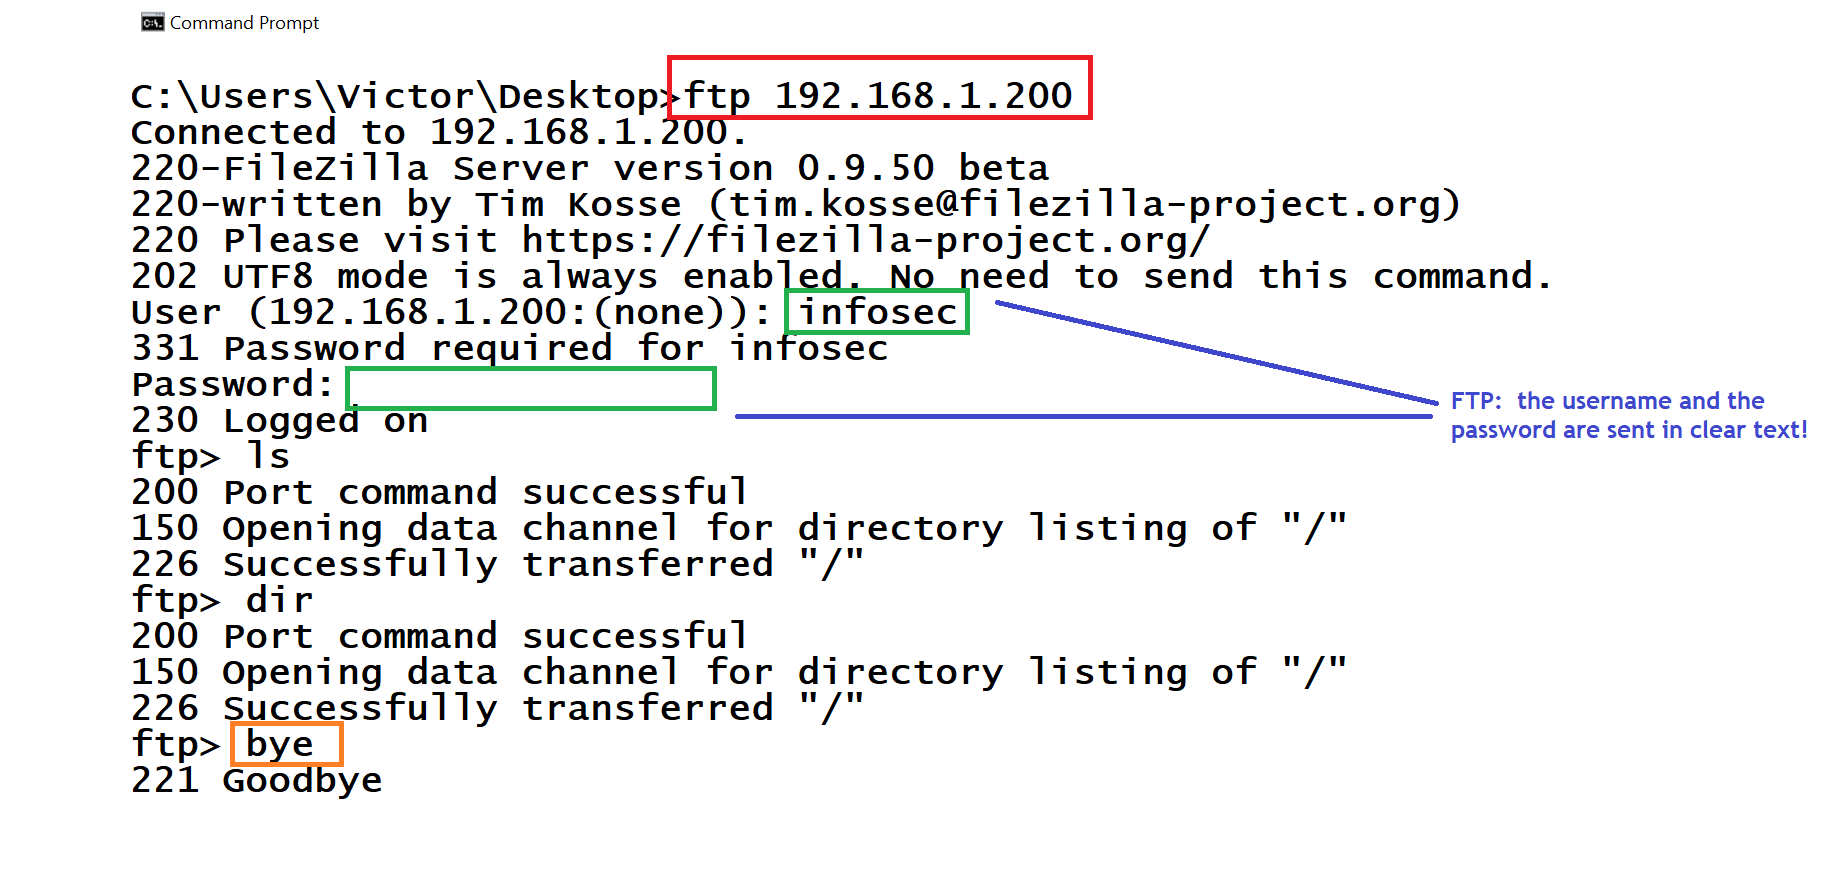 Command Prompt
C:\Users\Victor\Desktop>ftp 192.168.1.200
Connected to 192.168.1.200.
220-FileZilla Server version 0.9.50 beta
220-written by Tim Kosse (tim.kosse@filezilla-project.org)
220 Please visit https://filezilla-project.org/
202 UTF8 mode is always enabled. No need to send this command.
User (192.168.1.200:(none)): infosec
331 Password required for infosec
Password:
230 Logged on
FTP:  the username and the
password are sent in clear text!
ftp> ls
200 Port command successful
150 Opening data channel for directory listing of "/"
226 Successfully transferred "/"
ftp> dir
200 Port command successful
150 Opening data channel for directory listing of "/"
226 Successfully transferred "/"
ftp> bye
221 Goodbye